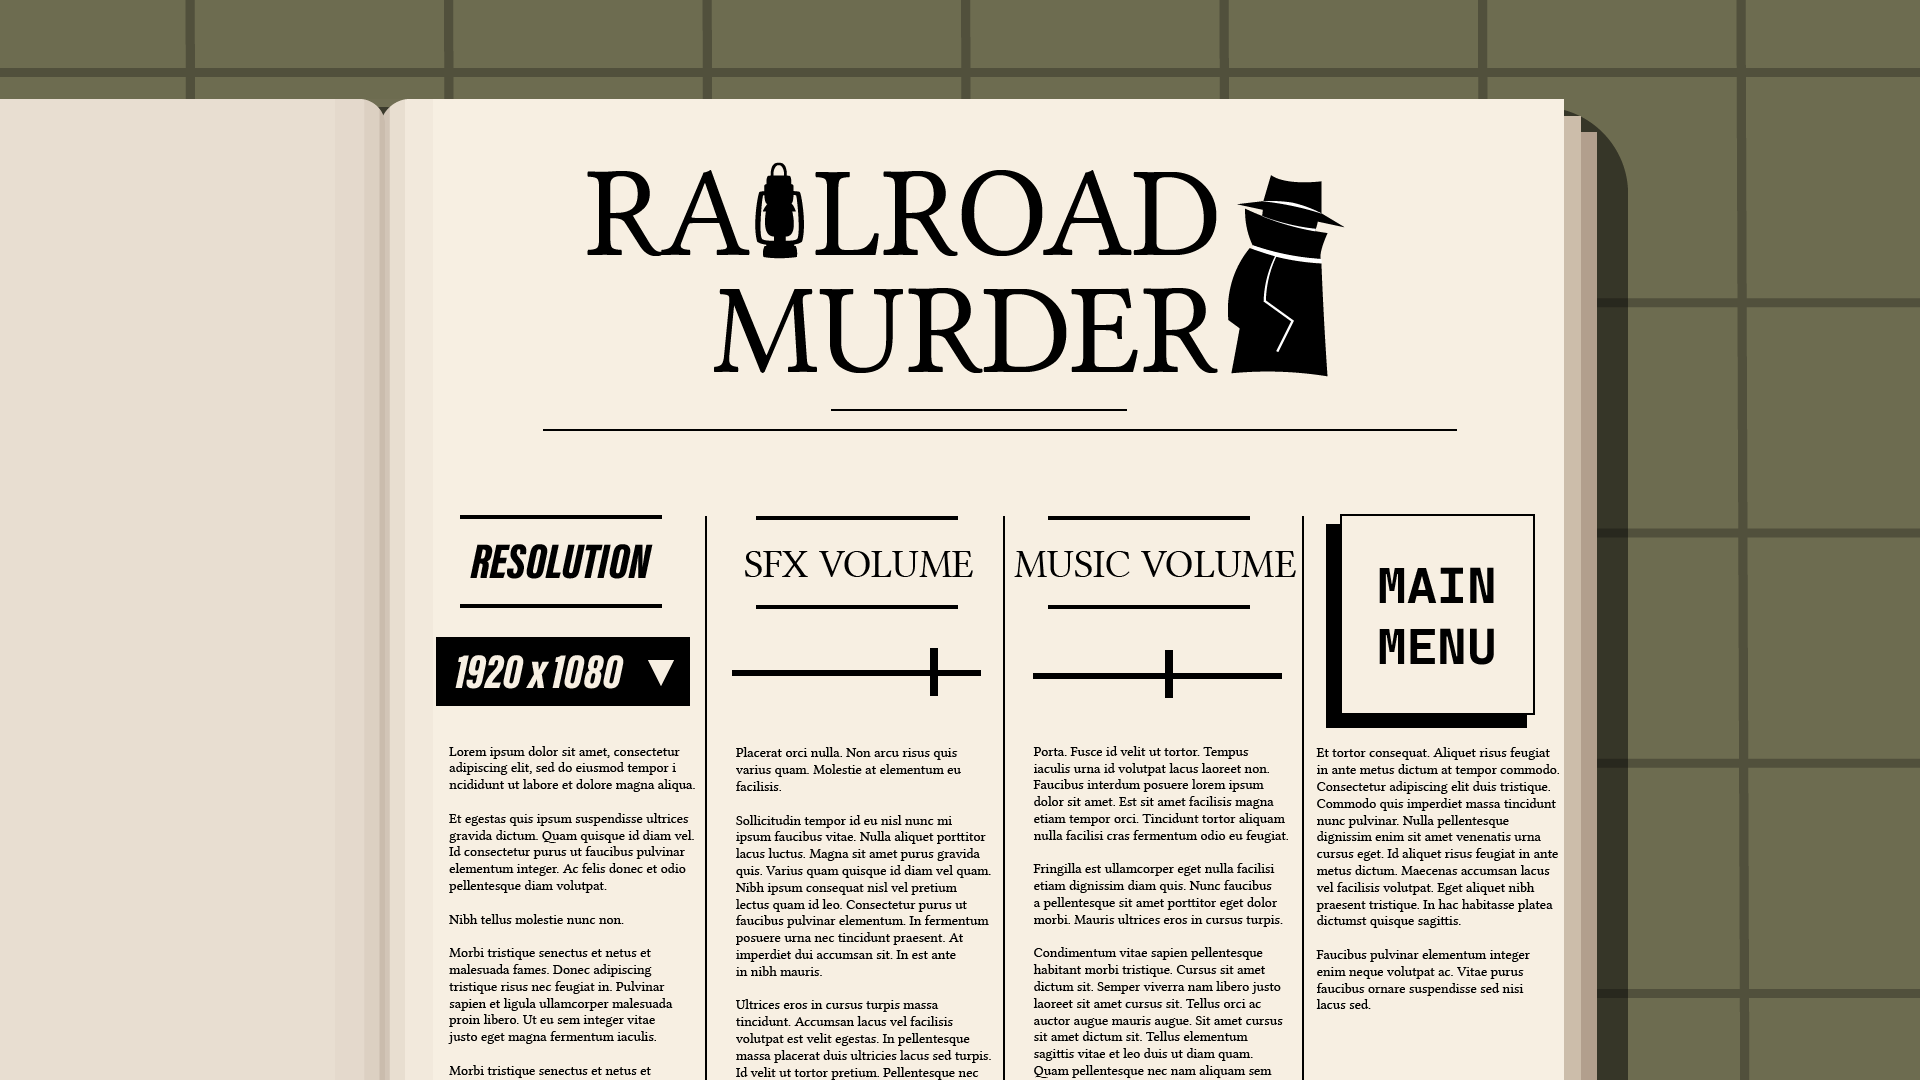 RAILROAD
MURDER
RESOLUTION
1920 x 1080
Lorem ipsum dolor sit amet, consectetur
adipiscing elit, sed do eiusmod tempor i
ncididunt ut labore et dolore magna aliqua.
Et egestas quis ipsum suspendisse ultrices
gravida dictum. Quam quisque id diam vel.
Id consectetur purus ut faucibus pulvinar
elementum integer. Ac felis donec et odio
pellentesque diam volutpat.
Nibh tellus molestie nunc non.
Morbi tristique senectus et netus et
malesuada fames. Donec adipiscing
tristique risus nec feugiat in. Pulvinar
sapien et ligula ullamcorper malesuada
proin libero. Ut eu sem integer vitae
justo eget magna fermentum iaculis.
Morbi tristique senectus et netus et
SFX VOLUME
Placerat orci nulla. Non arcu risus quis
varius quam. Molestie at elementum eu
facilisis.
Sollicitudin tempor id eu nisl nunc mi
ipsum faucibus vitae. Nulla aliquet porttitor
lacus luctus. Magna sit amet purus gravida
quis. Varius quam quisque id diam vel quam.
Nibh ipsum consequat nisl vel pretium
lectus quam id leo. Consectetur purus ut
faucibus pulvinar elementum. In fermentum
posuere urna nec tincidunt praesent. At
imperdiet dui accumsan sit. In est ante
in nibh mauris.
Ultrices eros in cursus turpis massa
tincidunt. Accumsan lacus vel facilisis
volutpat est velit egestas. In pellentesque
massa placerat duis ultricies lacus sed turpis.
Id velit ut tortor pretium. Pellentesque nec
MUSIC VOLUME
Porta. Fusce id velit ut tortor. Tempus
iaculis urna id volutpat lacus laoreet non.
Faucibus interdum posuere lorem ipsum
dolor sit amet. Est sit amet facilisis magna
etiam tempor orci. Tincidunt tortor aliquam
nulla facilisi cras fermentum odio eu feugiat.
Fringilla est ullamcorper eget nulla facilisi
etiam dignissim diam quis. Nunc faucibus
a pellentesque sit amet porttitor eget dolor
morbi. Mauris ultrices eros in cursus turpis.
Condimentum vitae sapien pellentesque
habitant morbi tristique. Cursus sit amet
dictum sit. Semper viverra nam libero justo
laoreet sit amet cursus sit. Tellus orci ac
auctor augue mauris augue. Sit amet cursus
sit amet dictum sit. Tellus elementum
sagittis vitae et leo duis ut diam quam.
Quam pellentesque nec nam aliquam sem
MAIN
MENU
Et tortor consequat. Aliquet risus feugiat
in ante metus dictum at tempor commodo.
Consectetur adipiscing elit duis tristique.
Commodo quis imperdiet massa tincidunt
nunc pulvinar. Nulla pellentesque
dignissim enim sit amet venenatis urna
cursus eget. Id aliquet risus feugiat in ante
metus dictum. Maecenas accumsan lacus
vel facilisis volutpat. Eget aliquet nibh
praesent tristique. In hac habitasse platea
dictumst quisque sagittis.
Faucibus pulvinar elementum integer
enim neque volutpat ac. Vitae purus
faucibus ornare suspendisse sed nisi
lacus sed.